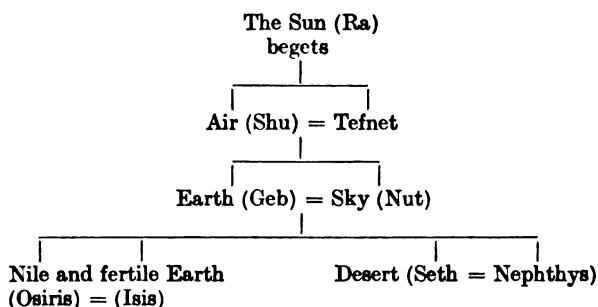 The Sun (Ra)
begets
Air (Shu) = Tefnet
Earth (Geb) = Sky (Nut)
Nile and fertile Earth
(Osiris) = (Isis)
Desert (Seth = Nephthys)